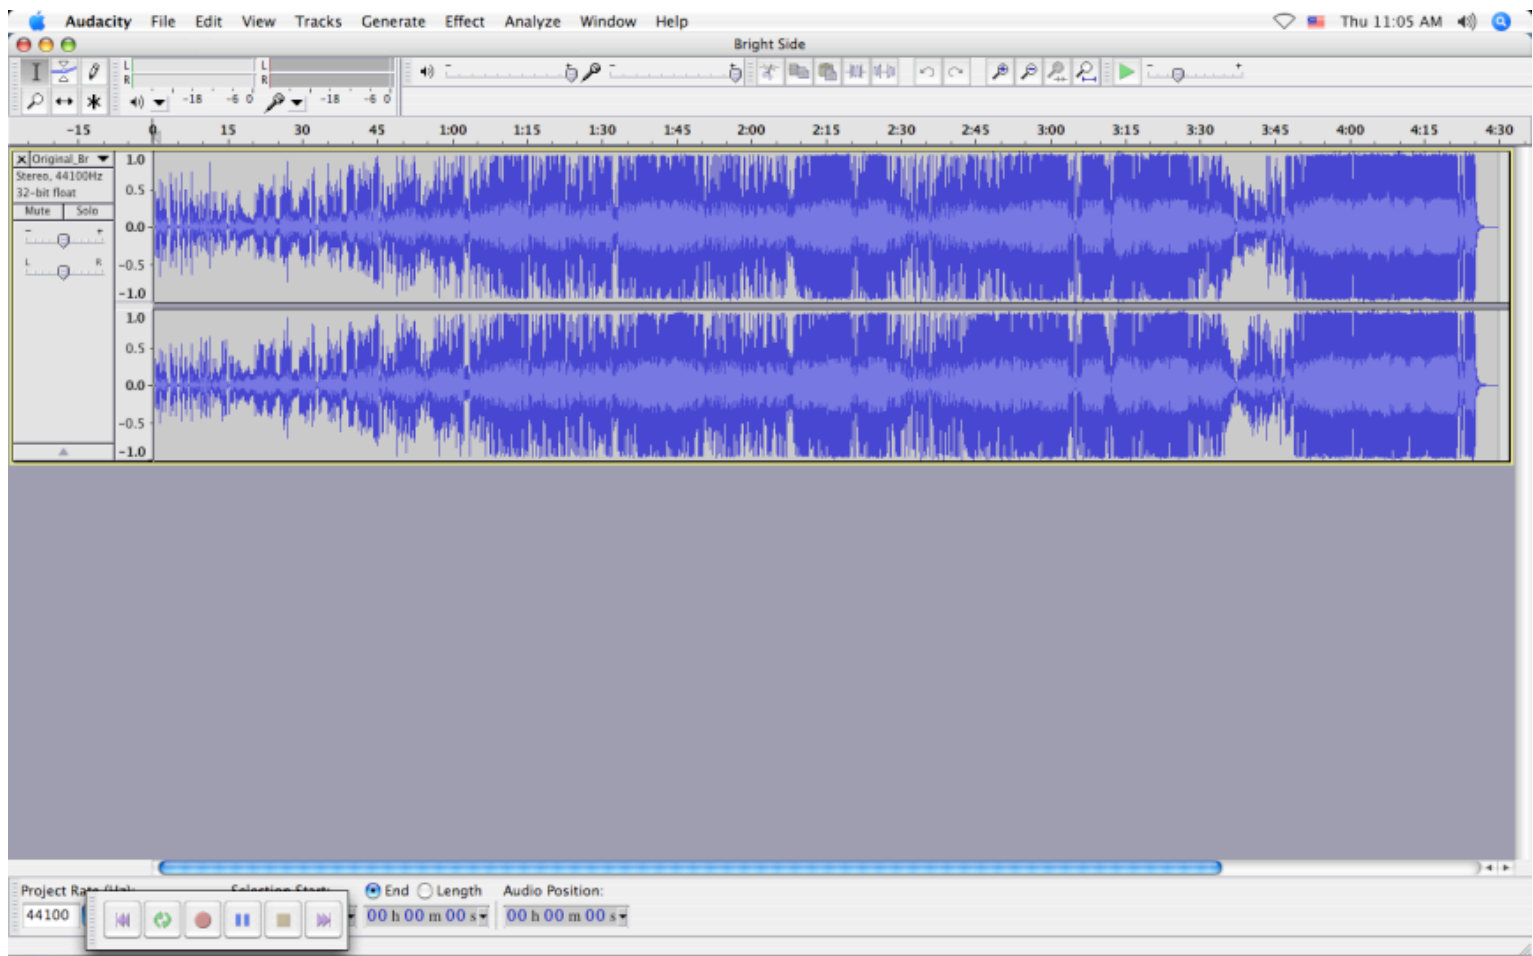 Audacity File Edit View Tracks Generate Effect Analyze Window Help Thu 11:05 AM
Bright Side
L L
R R
-18 -6 0 -18 -6 0
-15 0 15 30 45 1:00 1:15 1:30 1:45 2:00 2:15 2:30 2:45 3:00 3:15 3:30 3:45 4:00 4:15 4:30
X Original_Br 1.0
Stereo, 44100Hz
32-bit float 0.5
Mute Solo
- + 0.0
L R -0.5
-1.0
1.0
0.5
0.0
-0.5
-1.0
Project Rate (Hz): Selection Start: End Length Audio Position:
44100 00 h 00 m 00 s 00 h 00 m 00 s